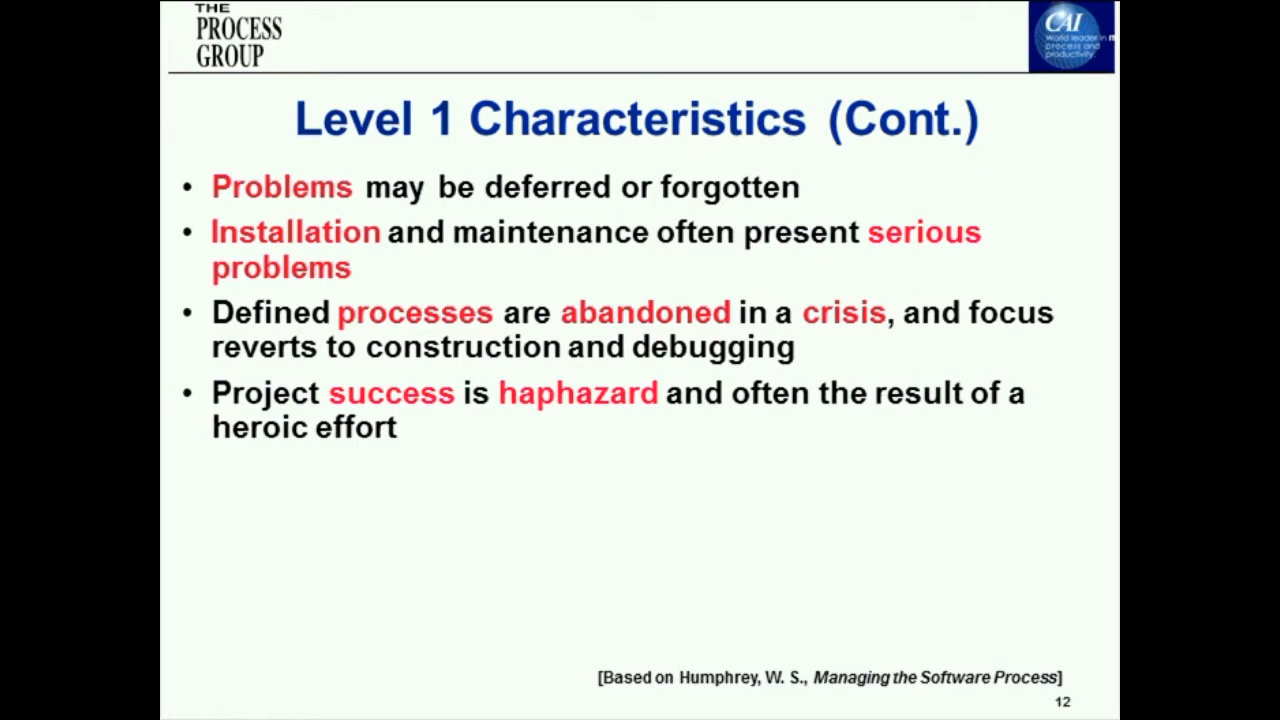 THE
PROCESS
GROUP
CAI
World leader in
process and
productivity.
Level 1 Characteristics (Cont.)
• Problems may be deferred or forgotten
• Installation and maintenance often present serious
problems
• Defined processes are abandoned in a crisis, and focus
reverts to construction and debugging
• Project success is haphazard and often the result of a
heroic effort
[Based on Humphrey, W. S., Managing the Software Process]
12